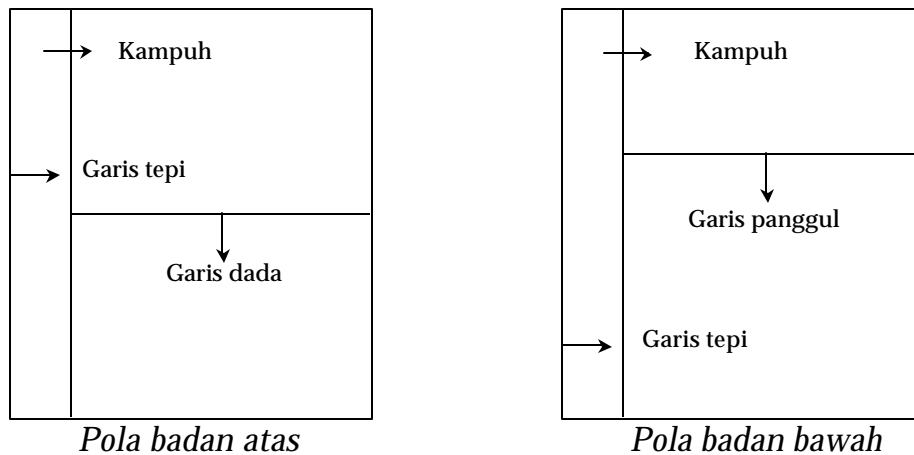 Kampuh
Garis tepi
Garis dada
Pola badan atas
Kampuh
Garis panggul
Garis tepi
Pola badan bawah